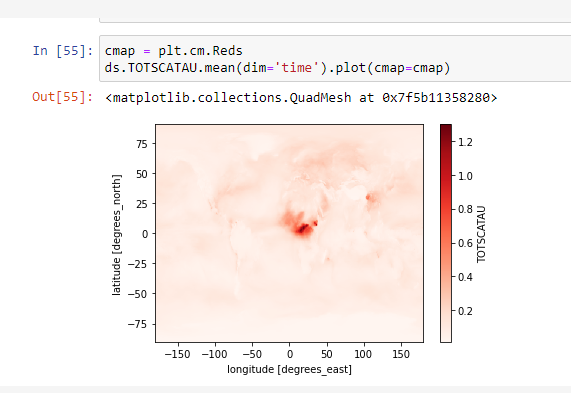 In [55]: cmap = plt.cm.Reds
ds.TOTSCATAU.mean(dim='time').plot(cmap=cmap)
Out[55]: <matplotlib.collections.QuadMesh at 0x7f5b11358280>
75
50
25
0
−25
−50
−75
latitude [degrees_north]
−150 −100 −50 0 50 100 150
longitude [degrees_east]
1.2
1.0
0.8
0.6
0.4
0.2
TOTSCATAU